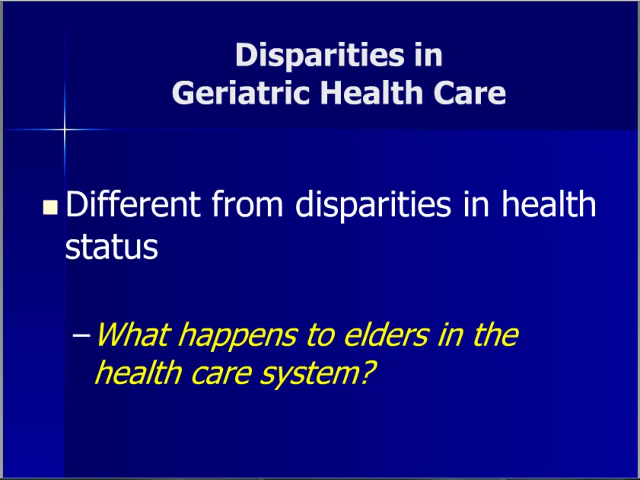 Disparities in
Geriatric Health Care
Different from disparities in health
status
–What happens to elders in the
health care system?